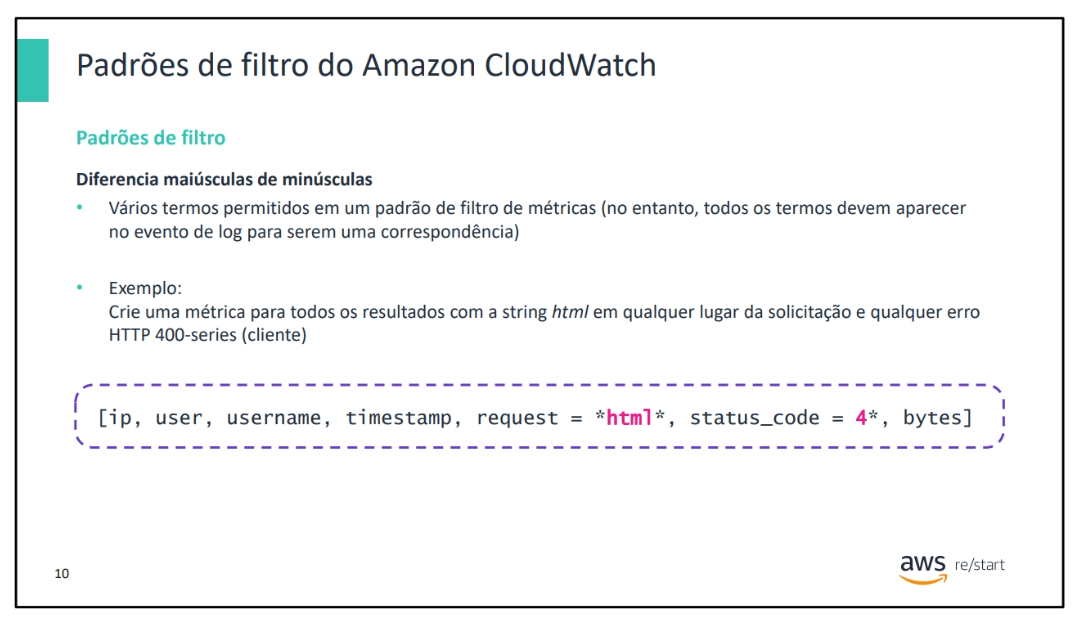 Padrões de filtro do Amazon CloudWatch
Padrões de filtro
Diferencia maiúsculas de minúsculas
• Vários termos permitidos em um padrão de filtro de métricas (no entanto, todos os termos devem aparecer
no evento de log para serem uma correspondência)
• Exemplo:
Crie uma métrica para todos os resultados com a string html em qualquer lugar da solicitação e qualquer erro
HTTP 400-series (cliente)
[ip, user, username, timestamp, request = *html*, status_code = 4*, bytes]
10
aws re/start